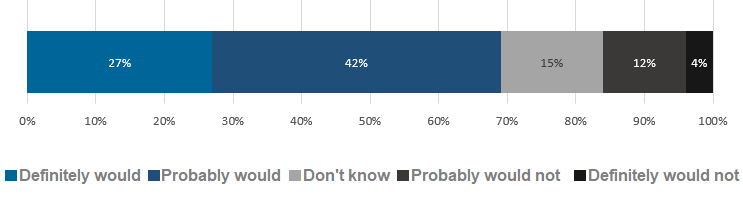 27% 42% 15% 12% 4%
0% 10% 20% 30% 40% 50% 60% 70% 80% 90% 100%
Definitely would Probably would Don't know Probably would not Definitely would not